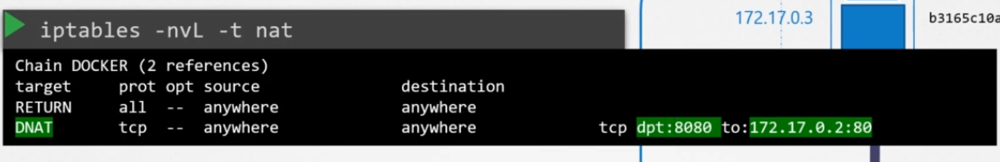 172.17.0.3
b3165c10a
iptables -nvL -t nat
Chain DOCKER (2 references)
target prot opt source destination
RETURN all -- anywhere anywhere
DNAT tcp -- anywhere anywhere tcp dpt:8080 to:172.17.0.2:80